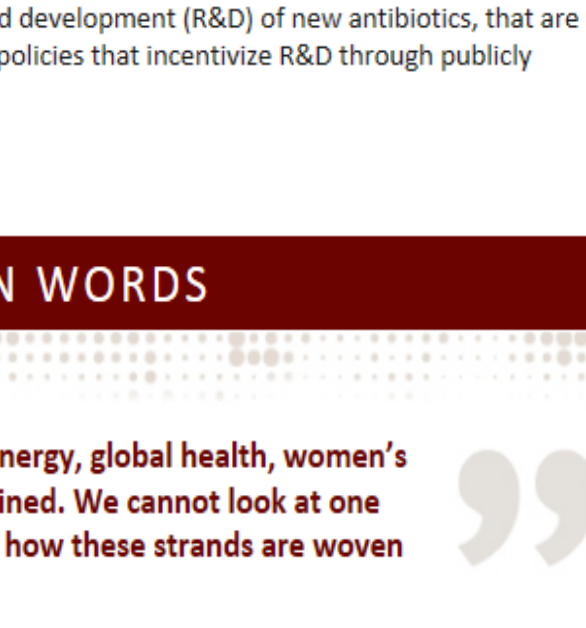 d development (R&D) of new antibiotics, that are
policies that incentivize R&D through publicly
N WORDS
nergy, global health, women’s
ined. We cannot look at one
how these strands are woven
”